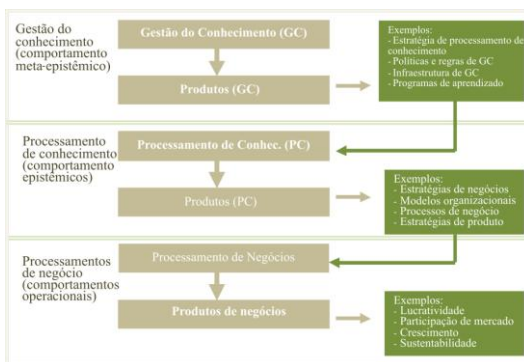 Gestão do
conhecimento
(comportamento
meta-epistêmico)
Gestão do Conhecimento (GC)
Produtos (GC)
Exemplos:
- Estratégia de processamento de
conhecimento
- Políticas e regras de GC
- Infraestrutura de GC
- Programas de aprendizado
Processamento
de conhecimento
(comportamento
epistêmicos)
Processamento de Conhec. (PC)
Produtos (PC)
Exemplos:
- Estratégias de negócios
- Modelos organizacionais
- Processos de negócio
- Estratégias de produto
Processamentos
de negócio
(comportamentos
operacionais)
Processamento de Negócios
Produtos de negócios
Exemplos:
- Lucratividade
- Participação de mercado
- Crescimento
- Sustentabilidade